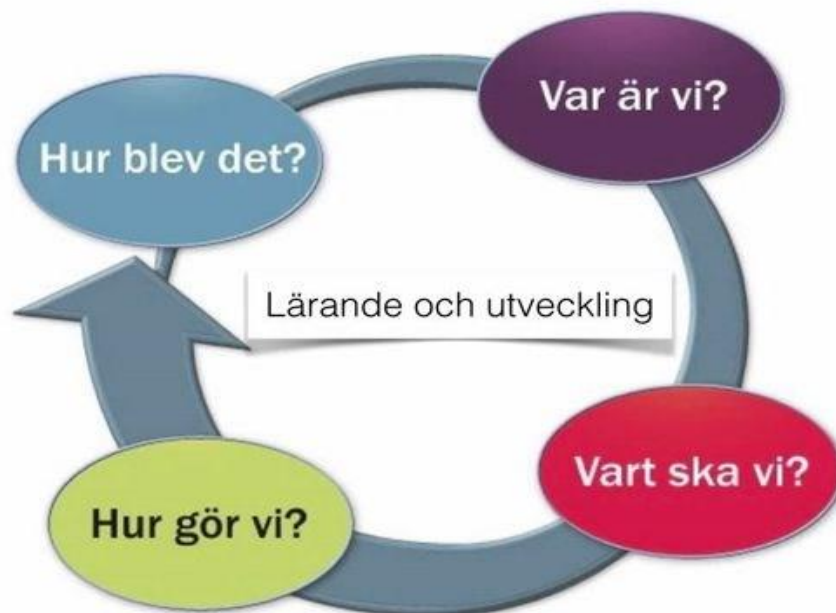 Var är vi?
Hur blev det?
Lärande och utveckling
Vart ska vi?
Hur gör vi?